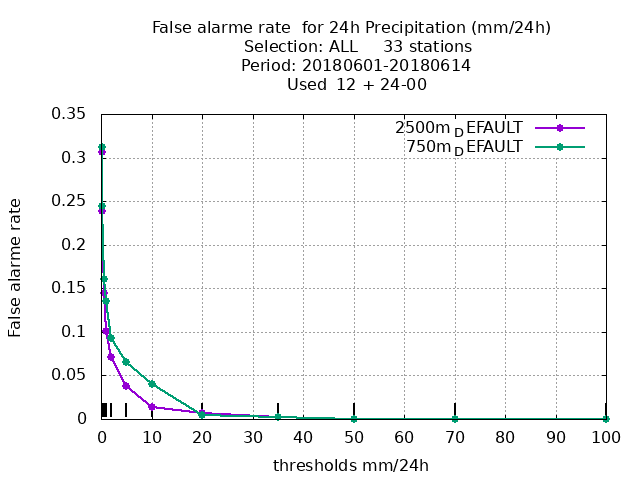 False alarme rate  for 24h Precipitation (mm/24h)
Selection: ALL     33 stations
Period: 20180601-20180614
Used  12 + 24-00
False alarme rate
0.35
0.3
0.25
0.2
0.15
0.1
0.05
0
2500m_DEFAULT
750m_DEFAULT
0 10 20 30 40 50 60 70 80 90 100
thresholds mm/24h